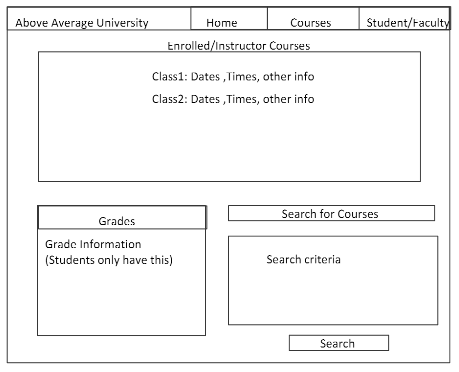 Above Average University
Home
Courses
Student/Faculty
Enrolled/Instructor Courses
Class1: Dates ,Times, other info
Class2: Dates ,Times, other info
Grades
Grade Information
(Students only have this)
Search for Courses
Search criteria
Search